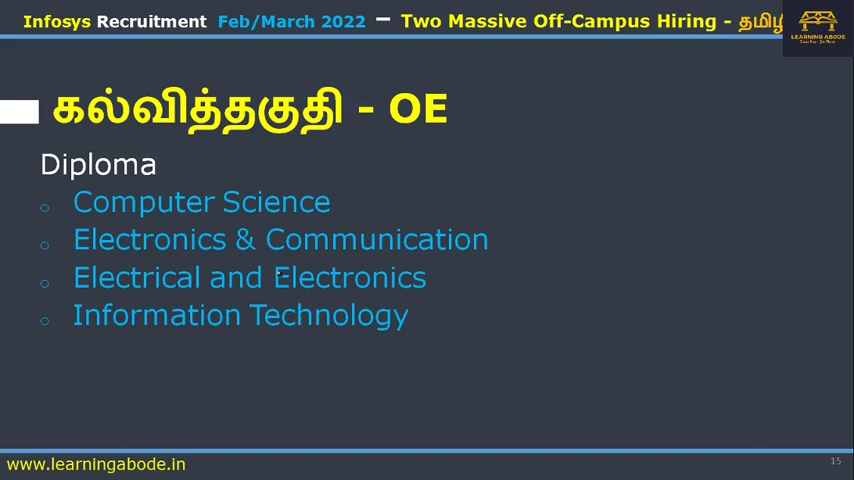 Infosys Recruitment Feb/March 2022 – Two Massive Off-Campus Hiring -
LEARNING ABODE
கல்வித்தகுதி - OE
Diploma
o Computer Science
o Electronics & Communication
o Electrical and Electronics
o Information Technology
www.learningabode.in
15